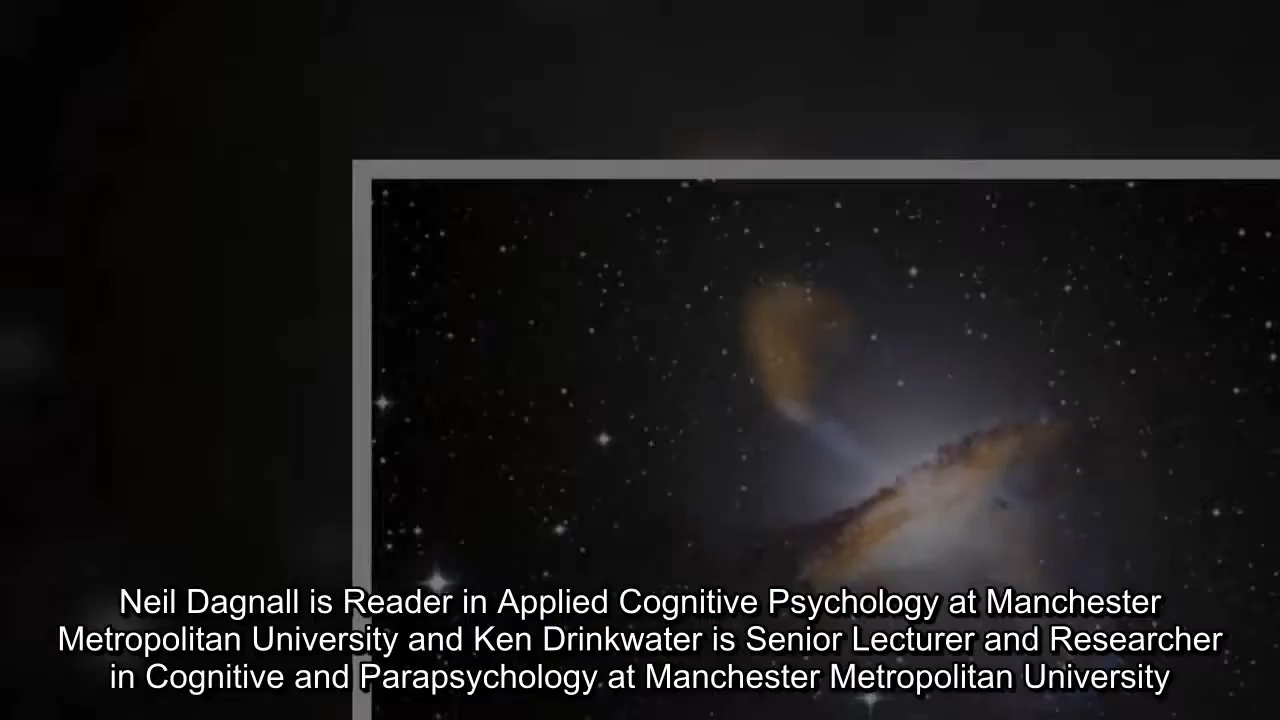 Neil Dagnall is Reader in Applied Cognitive Psychology at Manchester
Metropolitan University and Ken Drinkwater is Senior Lecturer and Researcher
in Cognitive and Parapsychology at Manchester Metropolitan University